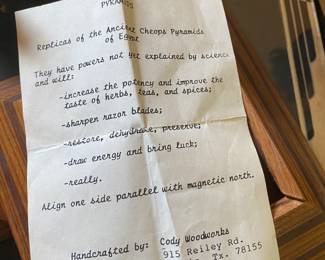 PYRAMIDS
Replicas of the Ancient Cheops Pyramids
of Egypt
They have powers not yet explained by science
and will:
-increase the potency and improve the
taste of herbs, teas, and spices;
-sharpen razor blades;
-restore, dehydrate, preserve;
-draw energy and bring luck;
-really.
Align one side parallel with magnetic north.
Handcrafted by: Cody Woodworks
915 Reiley Rd.
Tx. 78155